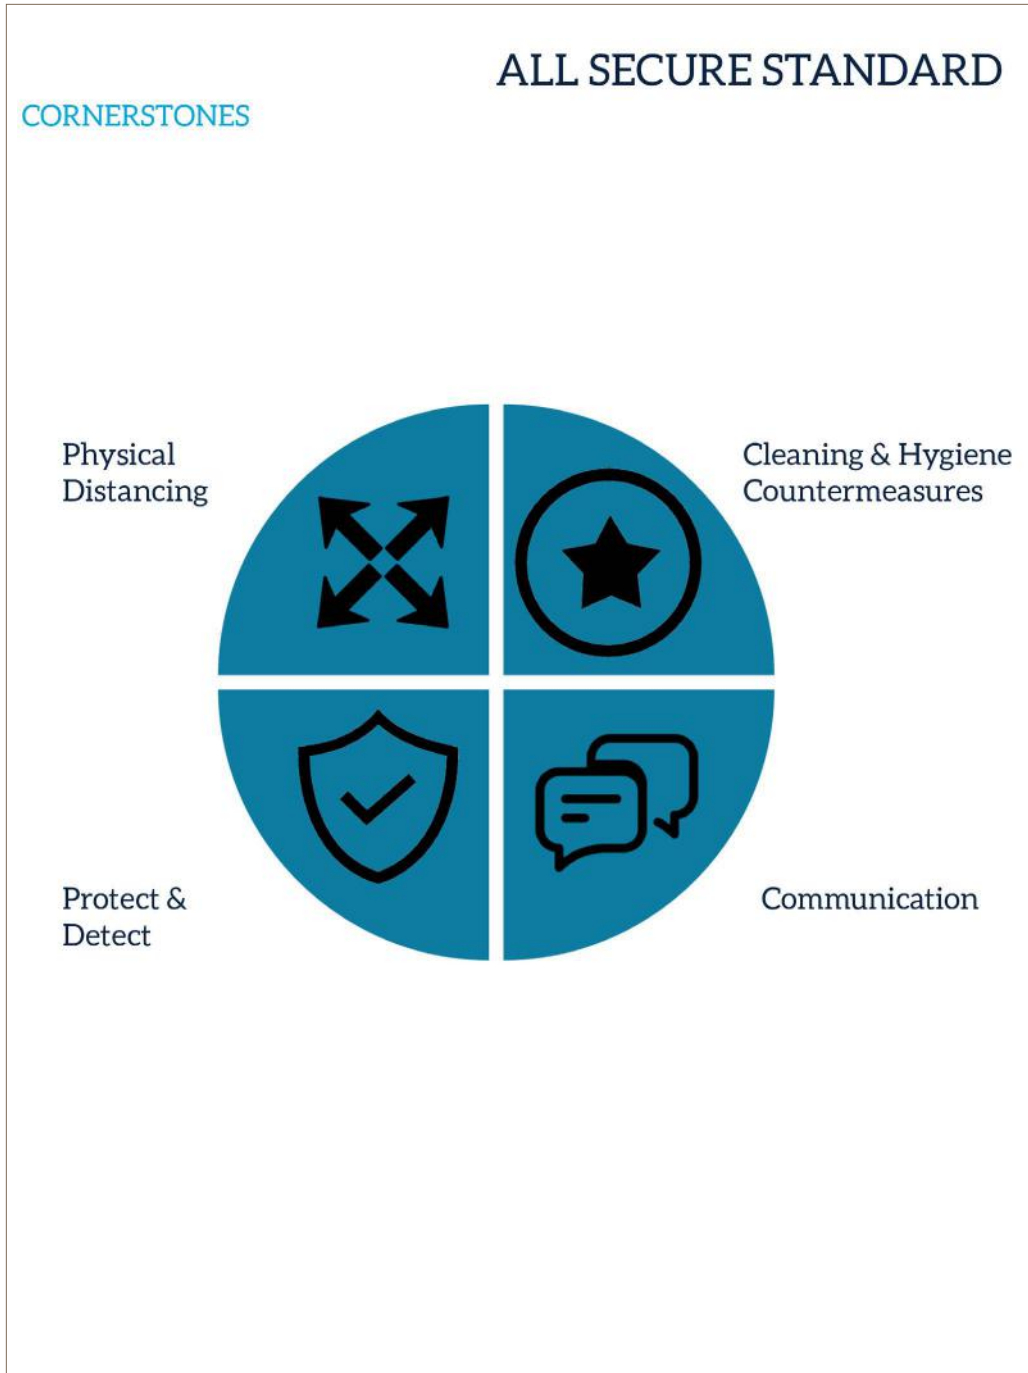 ALL SECURE STANDARD
CORNERSTONES
Physical
Distancing
Cleaning & Hygiene
Countermeasures
Protect &
Detect
Communication